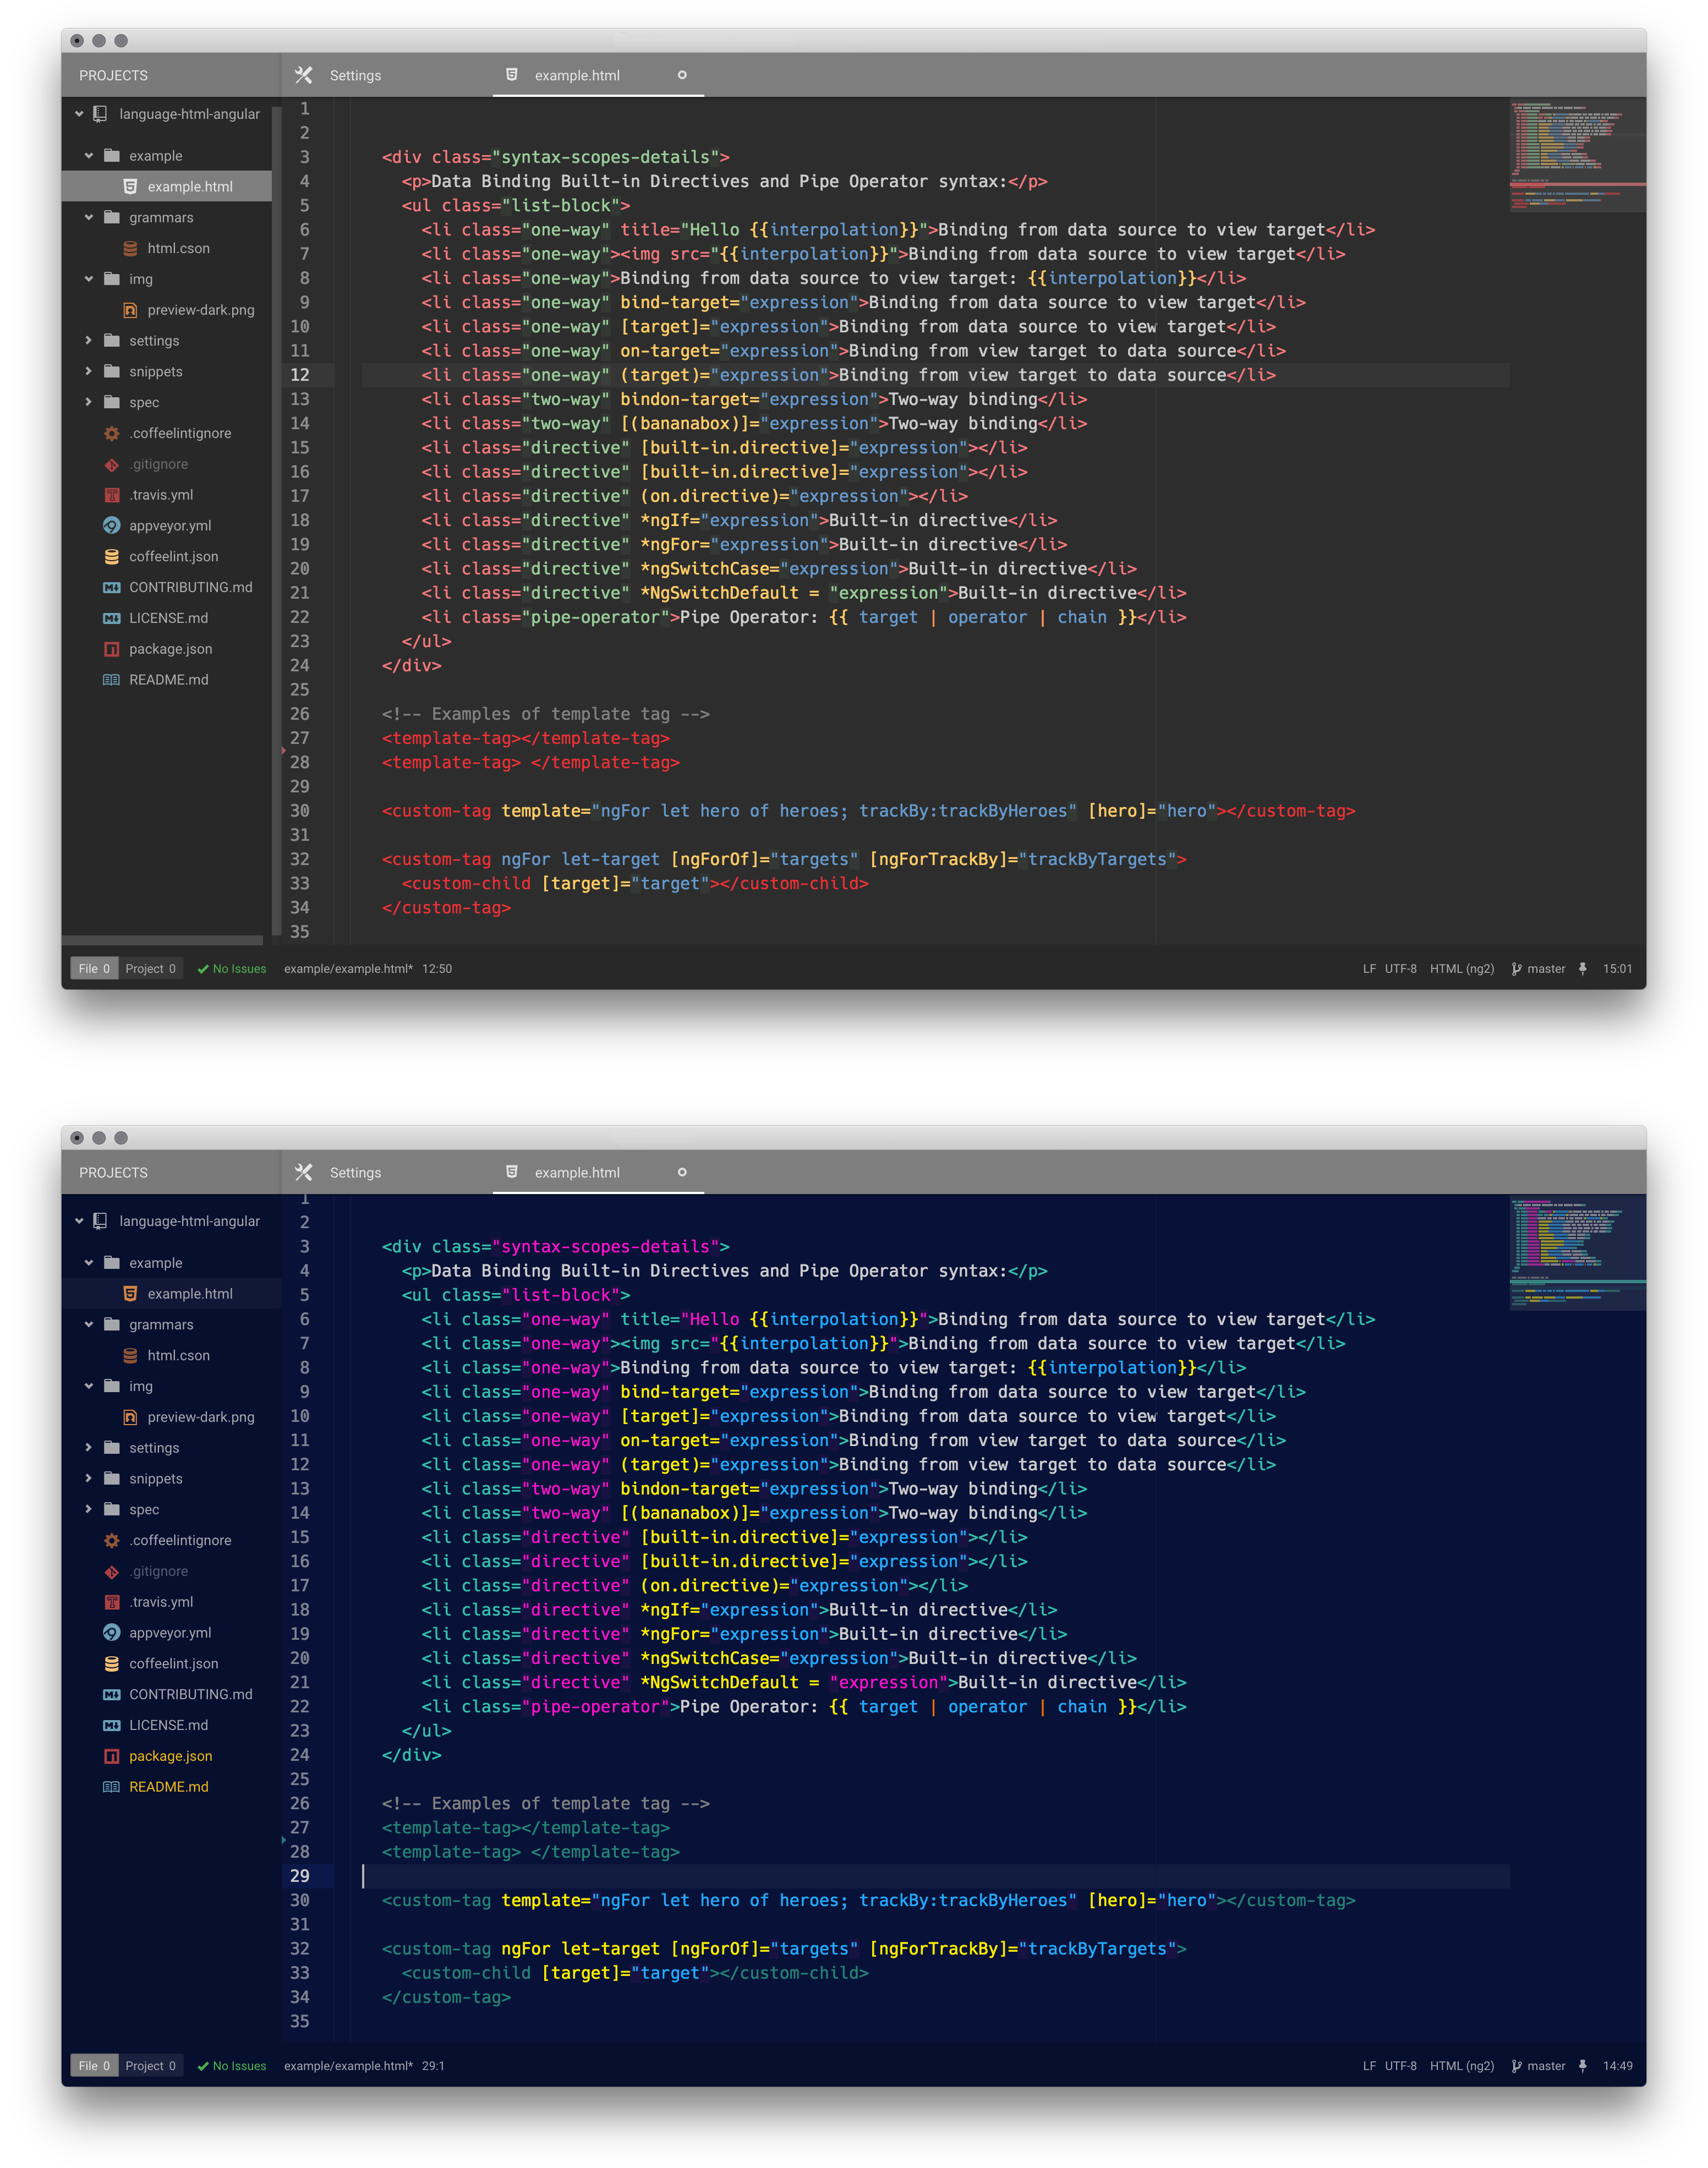 PROJECTS
Settings
example.html
language-html-angular
example
example.html
grammars
html.cson
img
preview-dark.png
settings
snippets
spec
.coffeelintignore
.gitignore
.travis.yml
appveyor.yml
coffeelint.json
CONTRIBUTING.md
LICENSE.md
package.json
README.md
1
2
3 <div class="syntax-scopes-details">
4 <p>Data Binding Built-in Directives and Pipe Operator syntax:</p>
5 <ul class="list-block">
6 <li class="one-way" title="Hello {{interpolation}}">Binding from data source to view target</li>
7 <li class="one-way"><img src="{{interpolation}}">Binding from data source to view target</li>
8 <li class="one-way">Binding from data source to view target: {{interpolation}}</li>
9 <li class="one-way" bind-target="expression">Binding from data source to view target</li>
10 <li class="one-way" [target]="expression">Binding from data source to view target</li>
11 <li class="one-way" on-target="expression">Binding from view target to data source</li>
12 <li class="one-way" (target)="expression">Binding from view target to data source</li>
13 <li class="two-way" bindon-target="expression">Two-way binding</li>
14 <li class="two-way" [(bananabox)]="expression">Two-way binding</li>
15 <li class="directive" [built-in.directive]="expression"></li>
16 <li class="directive" [built-in.directive]="expression"></li>
17 <li class="directive" (on.directive)="expression"></li>
18 <li class="directive" *ngIf="expression">Built-in directive</li>
19 <li class="directive" *ngFor="expression">Built-in directive</li>
20 <li class="directive" *ngSwitchCase="expression">Built-in directive</li>
21 <li class="directive" *NgSwitchDefault = "expression">Built-in directive</li>
22 <li class="pipe-operator">Pipe Operator: {{ target | operator | chain }}</li>
23 </ul>
24 </div>
25
26 <!-- Examples of template tag -->
27 <template-tag></template-tag>
28 <template-tag> </template-tag>
29
30 <custom-tag template="ngFor let hero of heroes; trackBy:trackByHeroes" [hero]="hero"></custom-tag>
31
32 <custom-tag ngFor let-target [ngForOf]="targets" [ngForTrackBy]="trackByTargets">
33 <custom-child [target]="target"></custom-child>
34 </custom-tag>
35
File 0 Project 0 No Issues example/example.html* 12:50 LF UTF-8 HTML (ng2) master 15:01
PROJECTS
Settings
example.html
language-html-angular
example
example.html
grammars
html.cson
img
preview-dark.png
settings
snippets
spec
.coffeelintignore
.gitignore
.travis.yml
appveyor.yml
coffeelint.json
CONTRIBUTING.md
LICENSE.md
package.json
README.md
1
2
3 <div class="syntax-scopes-details">
4 <p>Data Binding Built-in Directives and Pipe Operator syntax:</p>
5 <ul class="list-block">
6 <li class="one-way" title="Hello {{interpolation}}">Binding from data source to view target</li>
7 <li class="one-way"><img src="{{interpolation}}">Binding from data source to view target</li>
8 <li class="one-way">Binding from data source to view target: {{interpolation}}</li>
9 <li class="one-way" bind-target="expression">Binding from data source to view target</li>
10 <li class="one-way" [target]="expression">Binding from data source to view target</li>
11 <li class="one-way" on-target="expression">Binding from view target to data source</li>
12 <li class="one-way" (target)="expression">Binding from view target to data source</li>
13 <li class="two-way" bindon-target="expression">Two-way binding</li>
14 <li class="two-way" [(bananabox)]="expression">Two-way binding</li>
15 <li class="directive" [built-in.directive]="expression"></li>
16 <li class="directive" [built-in.directive]="expression"></li>
17 <li class="directive" (on.directive)="expression"></li>
18 <li class="directive" *ngIf="expression">Built-in directive</li>
19 <li class="directive" *ngFor="expression">Built-in directive</li>
20 <li class="directive" *ngSwitchCase="expression">Built-in directive</li>
21 <li class="directive" *NgSwitchDefault = "expression">Built-in directive</li>
22 <li class="pipe-operator">Pipe Operator: {{ target | operator | chain }}</li>
23 </ul>
24 </div>
25
26 <!-- Examples of template tag -->
27 <template-tag></template-tag>
28 <template-tag> </template-tag>
29
30 <custom-tag template="ngFor let hero of heroes; trackBy:trackByHeroes" [hero]="hero"></custom-tag>
31
32 <custom-tag ngFor let-target [ngForOf]="targets" [ngForTrackBy]="trackByTargets">
33 <custom-child [target]="target"></custom-child>
34 </custom-tag>
35
File 0 Project 0 No Issues example/example.html* 29:1 LF UTF-8 HTML (ng2) master 14:49